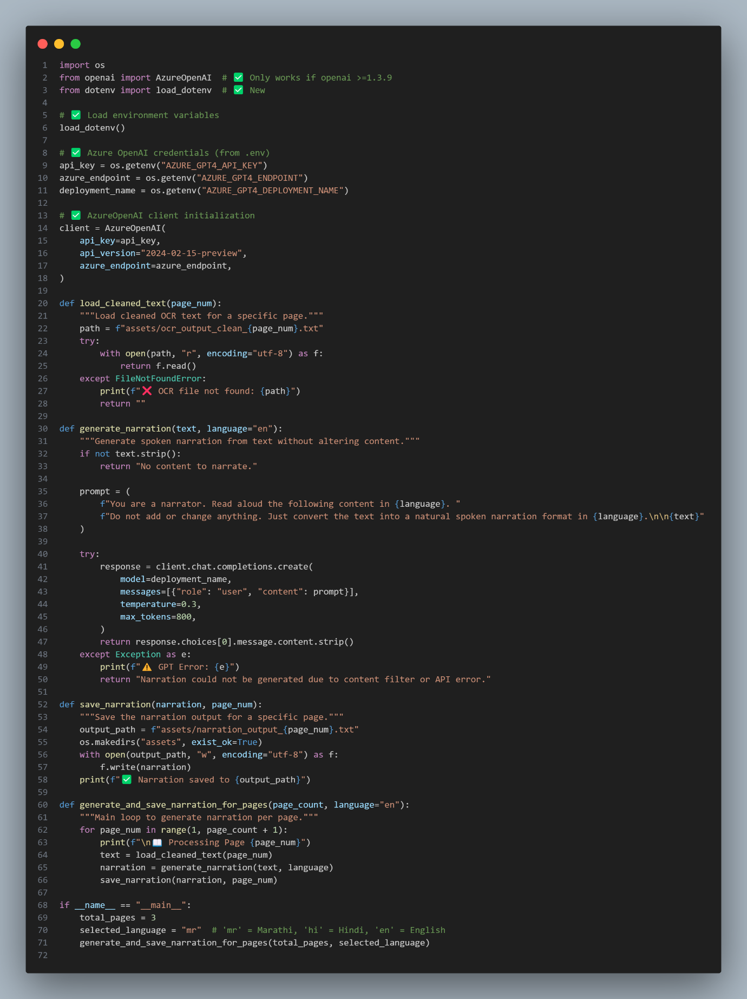 1 import os
2 from openai import AzureOpenAI  # ✅ Only works if openai >=1.3.9
3 from dotenv import load_dotenv  # ✅ New
4
5 # ✅ Load environment variables
6 load_dotenv()
7
8 # ✅ Azure OpenAI credentials (from .env)
9 api_key = os.getenv("AZURE_GPT4_API_KEY")
10 azure_endpoint = os.getenv("AZURE_GPT4_ENDPOINT")
11 deployment_name = os.getenv("AZURE_GPT4_DEPLOYMENT_NAME")
12
13 # ✅ AzureOpenAI client initialization
14 client = AzureOpenAI(
15     api_key=api_key,
16     api_version="2024-02-15-preview",
17     azure_endpoint=azure_endpoint,
18 )
19
20 def load_cleaned_text(page_num):
21     """Load cleaned OCR text for a specific page."""
22     path = f"assets/ocr_output_clean_{page_num}.txt"
23     try:
24         with open(path, "r", encoding="utf-8") as f:
25             return f.read()
26     except FileNotFoundError:
27         print(f"❌ OCR file not found: {path}")
28         return ""
29
30 def generate_narration(text, language="en"):
31     """Generate spoken narration from text without altering content."""
32     if not text.strip():
33         return "No content to narrate."
34
35     prompt = (
36         f"You are a narrator. Read aloud the following content in {language}. "
37         f"Do not add or change anything. Just convert the text into a natural spoken narration format in {language}.\n\n{text}"
38     )
39
40     try:
41         response = client.chat.completions.create(
42             model=deployment_name,
43             messages=[{"role": "user", "content": prompt}],
44             temperature=0.3,
45             max_tokens=800,
46         )
47         return response.choices[0].message.content.strip()
48     except Exception as e:
49         print(f"⚠️ GPT Error: {e}")
50         return "Narration could not be generated due to content filter or API error."
51
52 def save_narration(narration, page_num):
53     """Save the narration output for a specific page."""
54     output_path = f"assets/narration_output_{page_num}.txt"
55     os.makedirs("assets", exist_ok=True)
56     with open(output_path, "w", encoding="utf-8") as f:
57         f.write(narration)
58     print(f"✅ Narration saved to {output_path}")
59
60 def generate_and_save_narration_for_pages(page_count, language="en"):
61     """Main loop to generate narration per page."""
62     for page_num in range(1, page_count + 1):
63         print(f"\n📖 Processing Page {page_num}")
64         text = load_cleaned_text(page_num)
65         narration = generate_narration(text, language)
66         save_narration(narration, page_num)
67
68 if __name__ == "__main__":
69     total_pages = 3
70     selected_language = "mr"  # 'mr' = Marathi, 'hi' = Hindi, 'en' = English
71     generate_and_save_narration_for_pages(total_pages, selected_language)
72